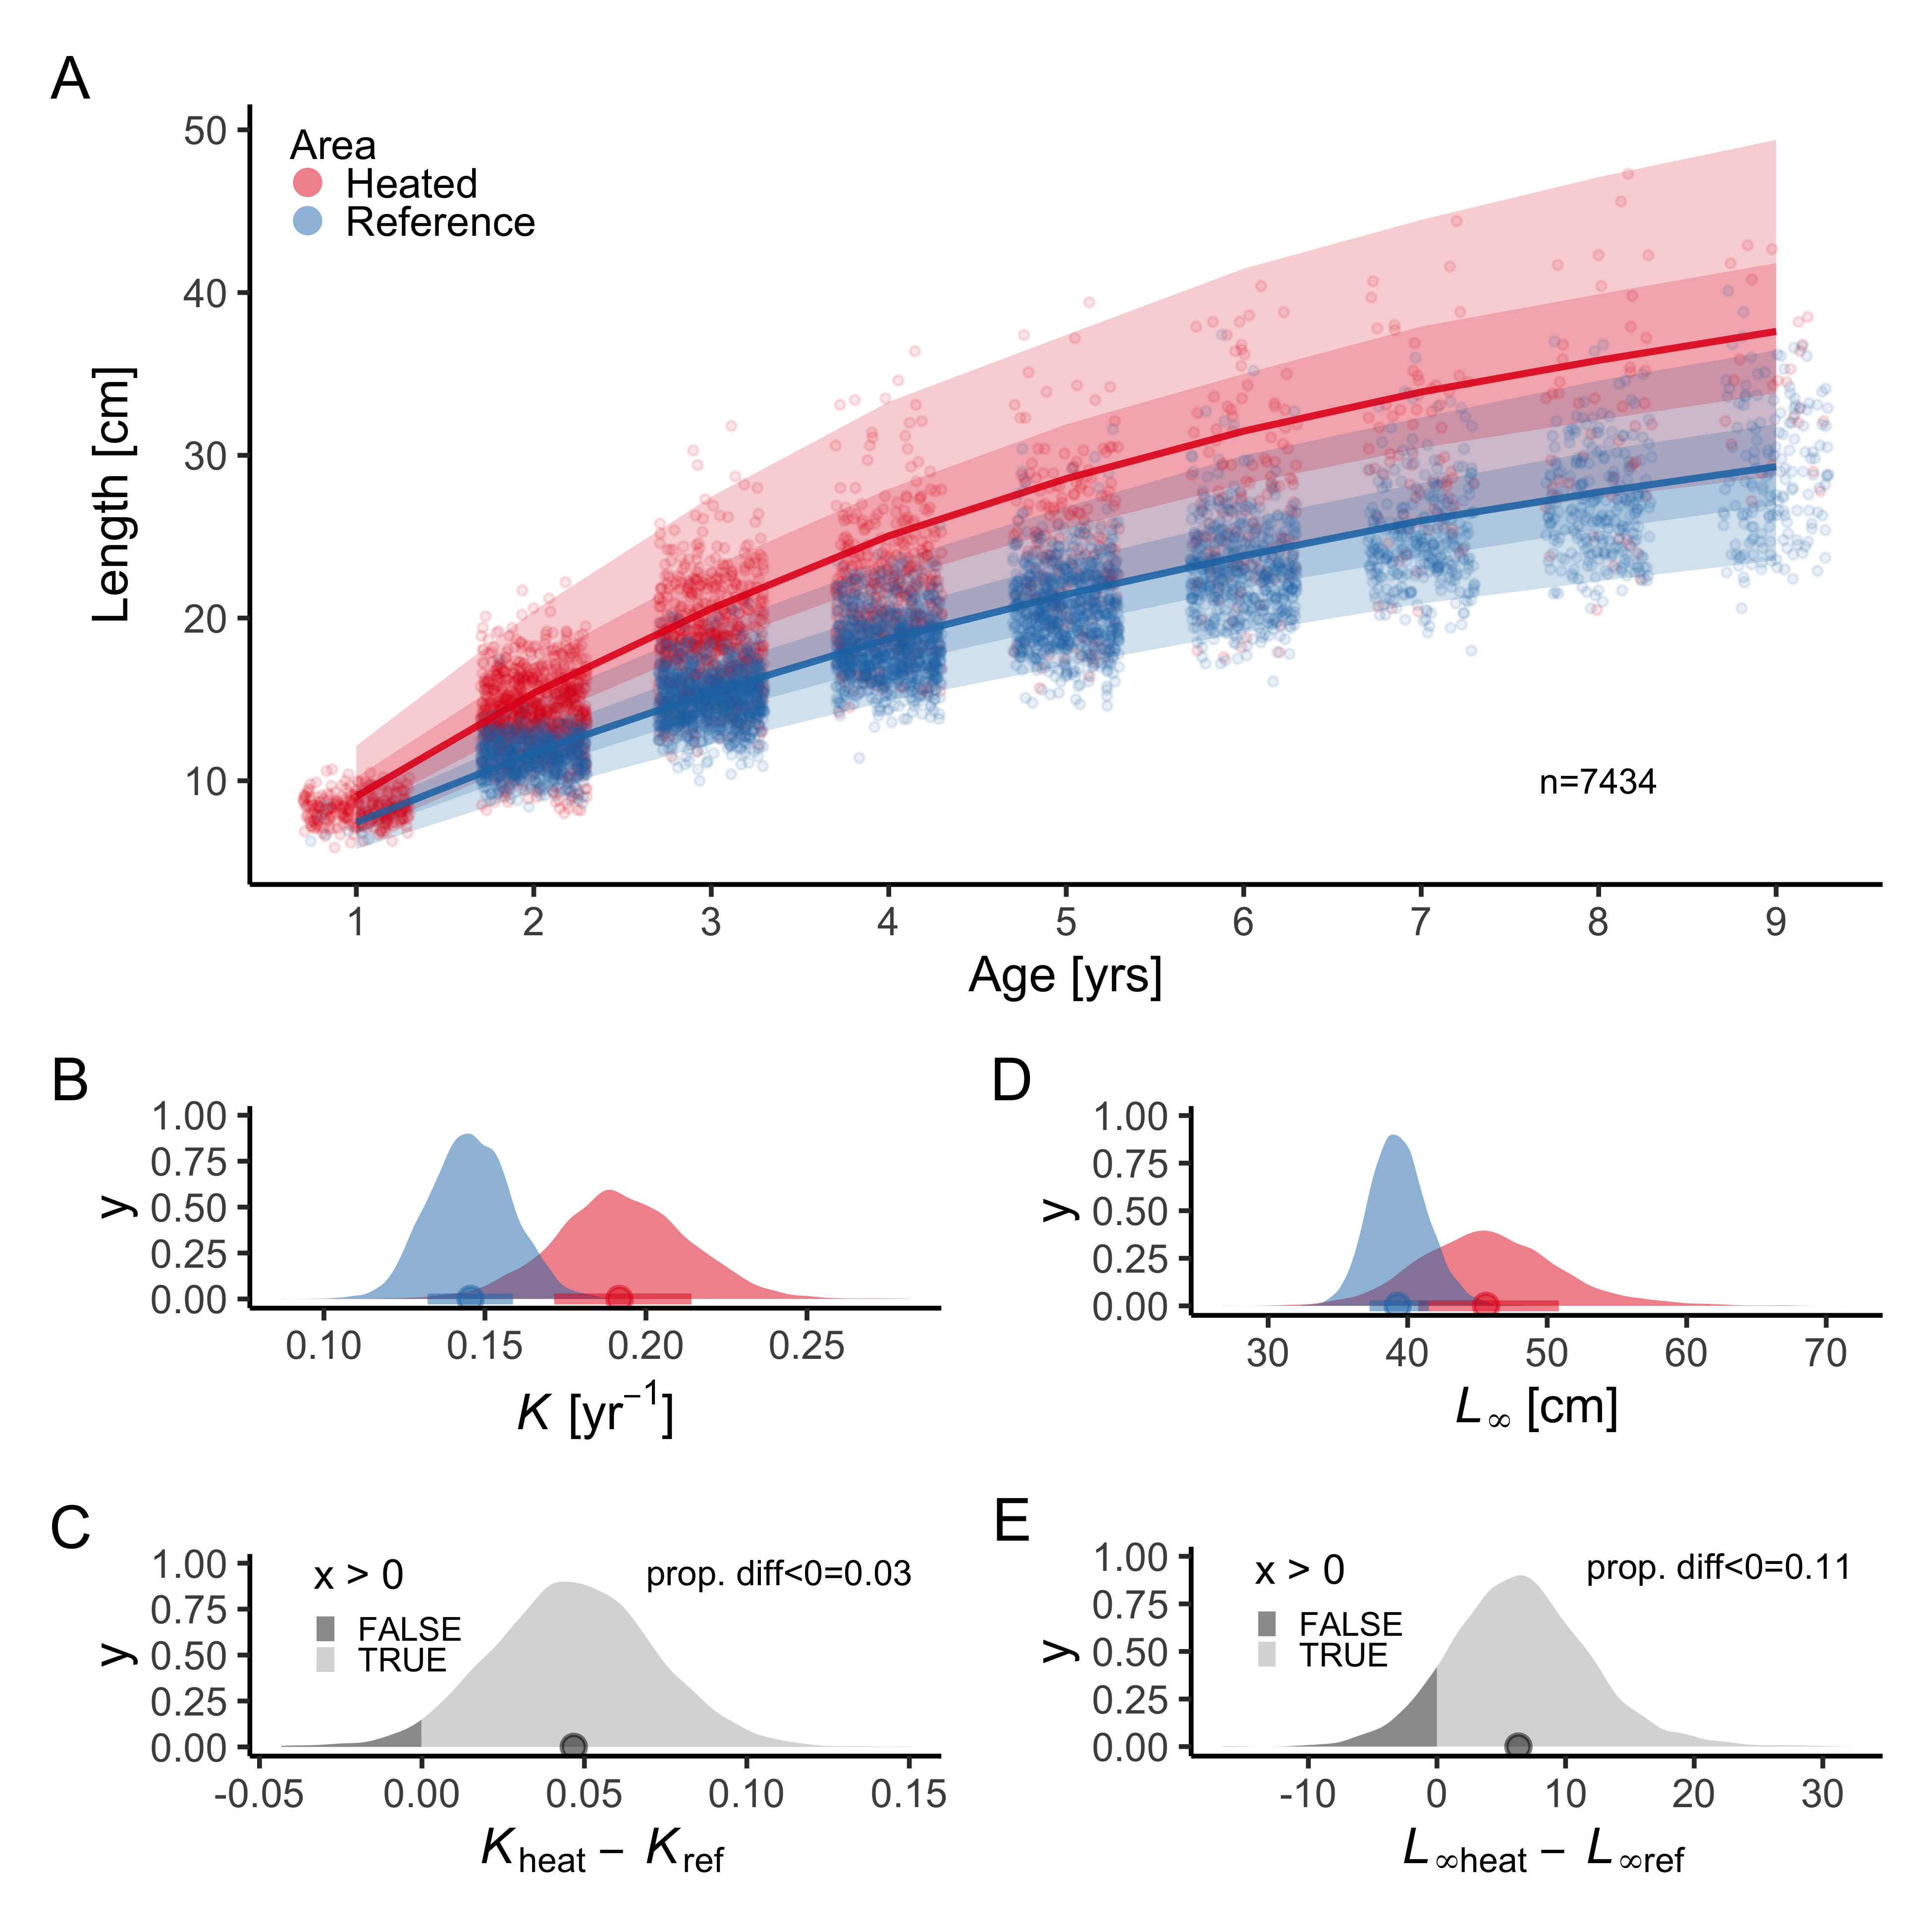 A
Area
Heated
Reference
50
40
30
20
10
Length [cm]
n=7434
1 2 3 4 5 6 7 8 9
Age [yrs]
B
1.00
0.75
0.50
0.25
0.00
y
0.10 0.15 0.20 0.25
K [yr⁻¹]
D
1.00
0.75
0.50
0.25
0.00
y
30 40 50 60 70
L∞ [cm]
C
x > 0
FALSE
TRUE
prop. diff<0=0.03
1.00
0.75
0.50
0.25
0.00
y
-0.05 0.00 0.05 0.10 0.15
Kheat – Kref
E
x > 0
FALSE
TRUE
prop. diff<0=0.11
1.00
0.75
0.50
0.25
0.00
y
-10 0 10 20 30
L∞heat – L∞ref